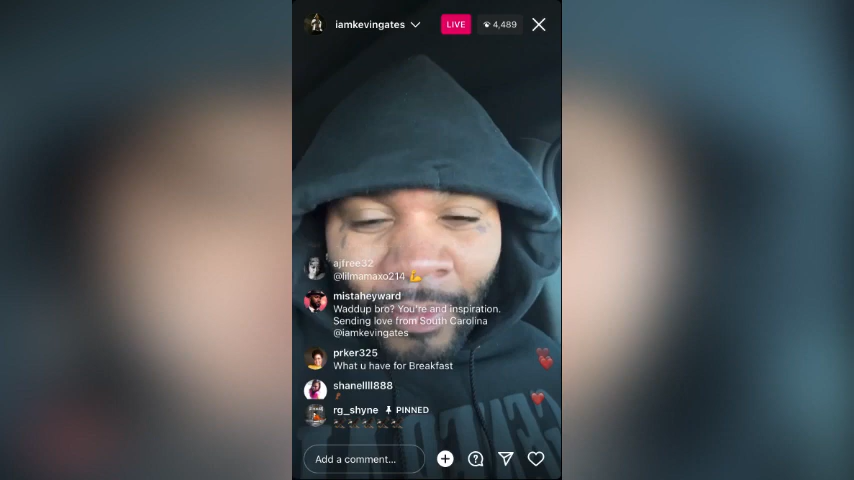 iamkevingates
LIVE
4,489
ajfree32
@lilmamaxo214 💪
mistaheyward
Waddup bro? You're and inspiration.
Sending love from South Carolina
@iamkevingates
prker325
What u have for Breakfast
shanellll888
rg_shyne PINNED
Add a comment...